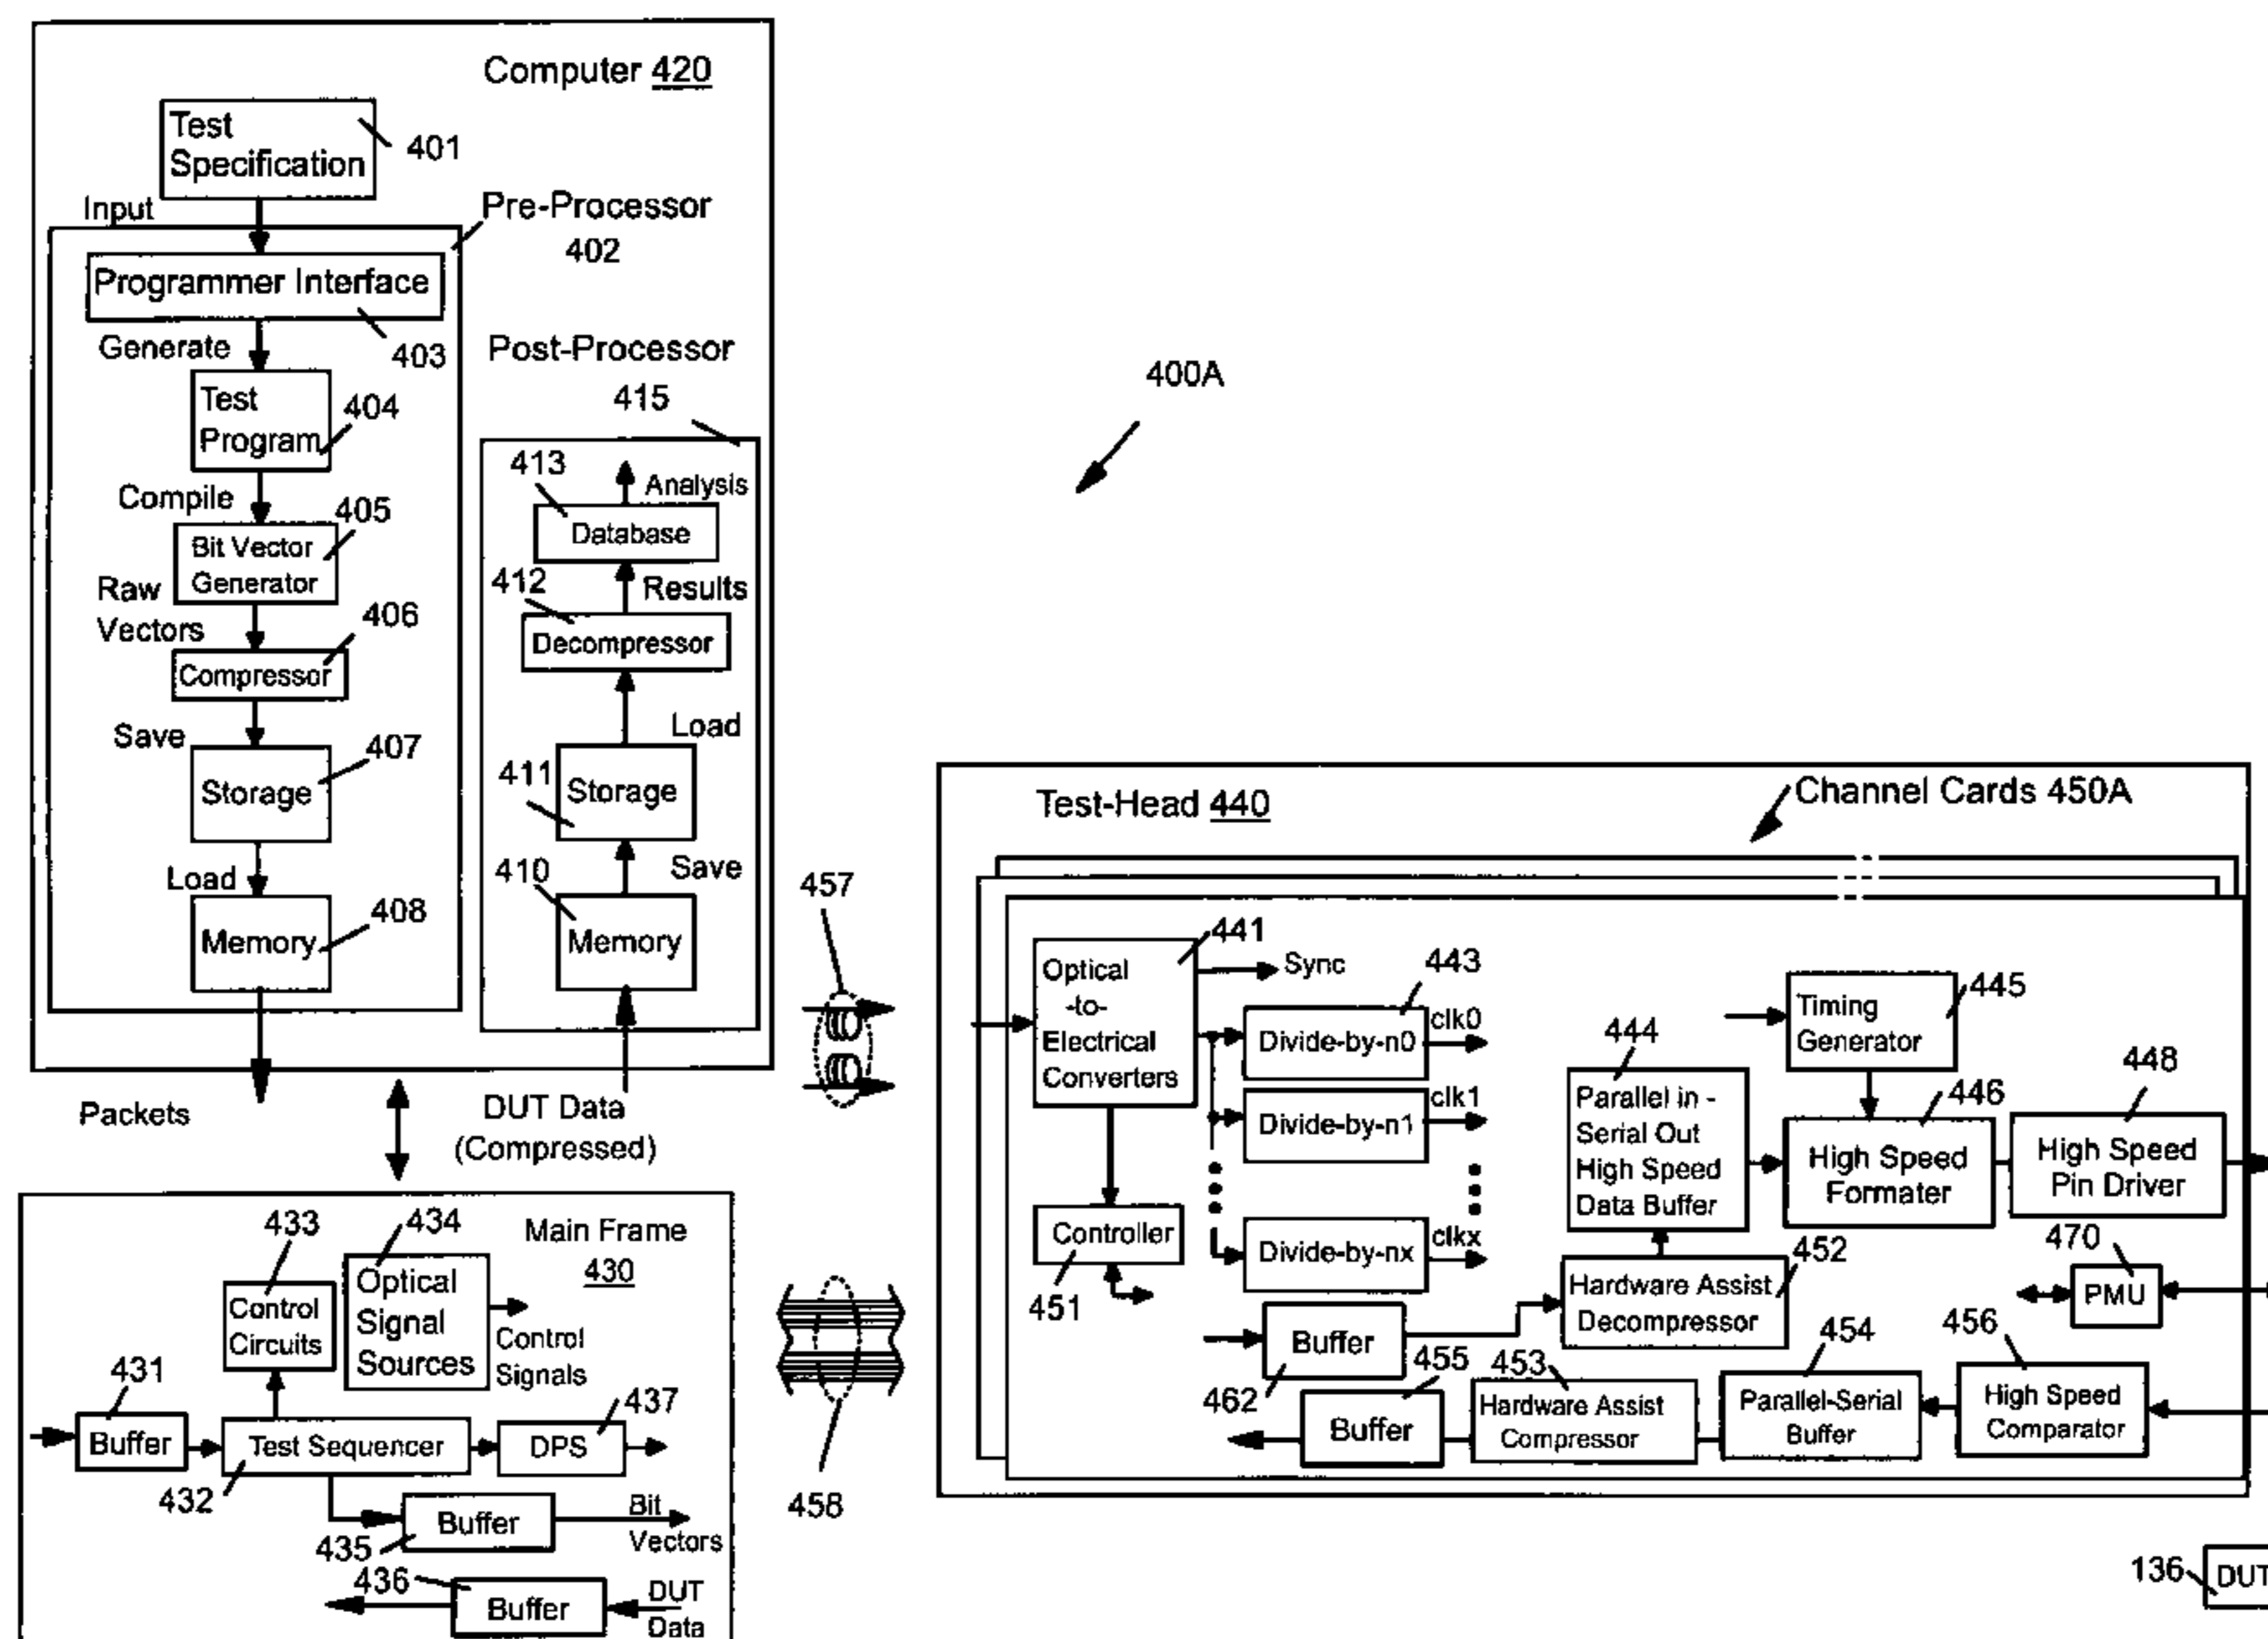 Computer 420
Test
Specification
401
Input
Pre-Processor
402
Programmer Interface
403
Generate
Test
Program
404
Compile
405
Bit Vector
Generator
Raw
Vectors
406
Compressor
Save
407
Storage
Load
408
Memory
Packets
Post-Processor
415
413
Analysis
Database
412
Results
Decompressor
Load
411
Storage
410
Save
Memory
DUT Data
(Compressed)
400A
457
458
Main Frame
430
433
434
Control
Circuits
Optical
Signal
Sources
Control
Signals
431
Buffer
Test Sequencer
432
437
DPS
435
Buffer
Bit
Vectors
436
Buffer
DUT
Data
Test-Head 440
Channel Cards 450A
441
Optical
-to-
Electrical
Converters
Sync
443
Divide-by-n0
clk0
Divide-by-n1
clk1
Divide-by-nx
clkx
Controller
451
444
Parallel in -
Serial Out
High Speed
Data Buffer
445
Timing
Generator
446
High Speed
Formater
448
High Speed
Pin Driver
470
PMU
452
Hardware Assist
Decompressor
Buffer
462
455
Buffer
453
Hardware Assist
Compressor
454
Parallel-Serial
Buffer
456
High Speed
Comparator
136
DUT